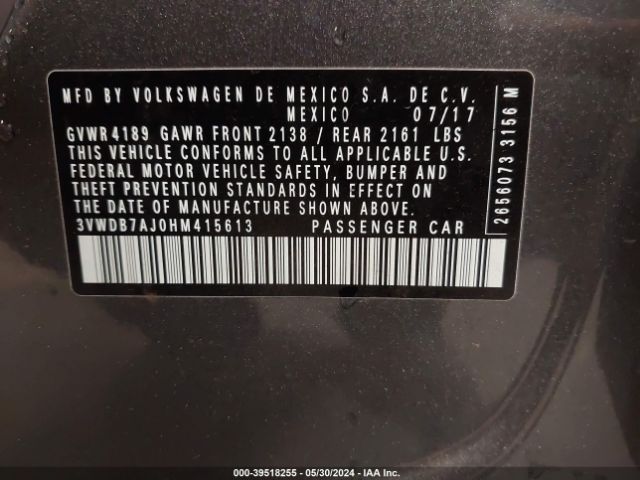 MFD BY VOLKSWAGEN DE MEXICO S.A. DE C.V.
MEXICO 07/17
GVWR 4189 GAWR FRONT 2138 / REAR 2161 LBS
THIS VEHICLE CONFORMS TO ALL APPLICABLE U.S.
FEDERAL MOTOR VEHICLE SAFETY, BUMPER AND
THEFT PREVENTION STANDARDS IN EFFECT ON
THE DATE OF MANUFACTURE SHOWN ABOVE.
3VWDB7AJ0HM415613 PASSENGER CAR
2656073 3156 M
000-39518255 - 05/30/2024 - IAA Inc.